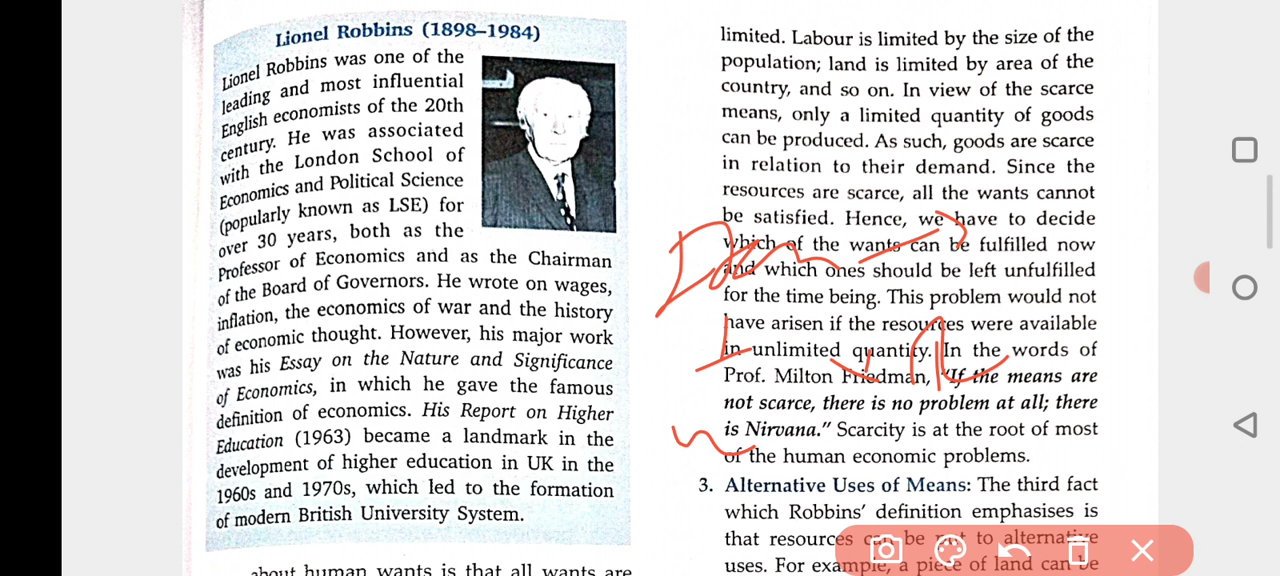 Lionel Robbins (1898–1984)
Lionel Robbins was one of the
leading and most influential
English economists of the 20th
century. He was associated
with the London School of
Economics and Political Science
(popularly known as LSE) for
over 30 years, both as the
Professor of Economics and as the Chairman
of the Board of Governors. He wrote on wages,
inflation, the economics of war and the history
of economic thought. However, his major work
was his Essay on the Nature and Significance
of Economics, in which he gave the famous
definition of economics. His Report on Higher
Education (1963) became a landmark in the
development of higher education in UK in the
1960s and 1970s, which led to the formation
of modern British University System.
about human wants is that all wants are
limited. Labour is limited by the size of the
population; land is limited by area of the
country, and so on. In view of the scarce
means, only a limited quantity of goods
can be produced. As such, goods are scarce
in relation to their demand. Since the
resources are scarce, all the wants cannot
be satisfied. Hence, we have to decide
which of the wants can be fulfilled now
and which ones should be left unfulfilled
for the time being. This problem would not
have arisen if the resources were available
in unlimited quantity. In the words of
Prof. Milton Friedman, "If the means are
not scarce, there is no problem at all; there
is Nirvana." Scarcity is at the root of most
of the human economic problems.
3. Alternative Uses of Means: The third fact
which Robbins' definition emphasises is
that resources can be put to alternative
uses. For example, a piece of land can be